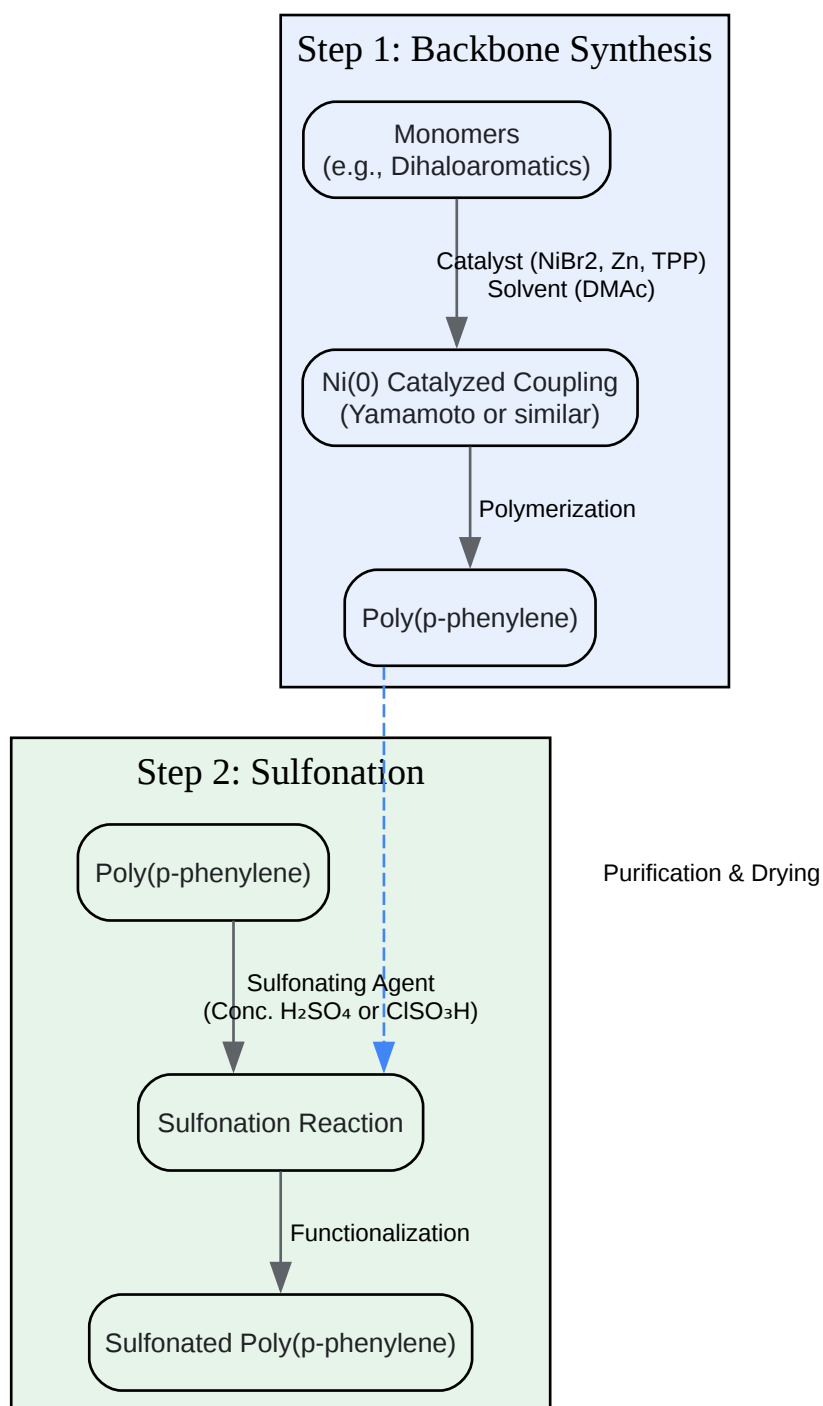 Step 1: Backbone Synthesis
Monomers
(e.g., Dihaloaromatics)
Catalyst (NiBr2, Zn, TPP)
Solvent (DMAc)
Ni(0) Catalyzed Coupling
(Yamamoto or similar)
Polymerization
Poly(p-phenylene)
Step 2: Sulfonation
Poly(p-phenylene)
Purification & Drying
Sulfonating Agent
(Conc. H₂SO₄ or ClSO₃H)
Sulfonation Reaction
Functionalization
Sulfonated Poly(p-phenylene)